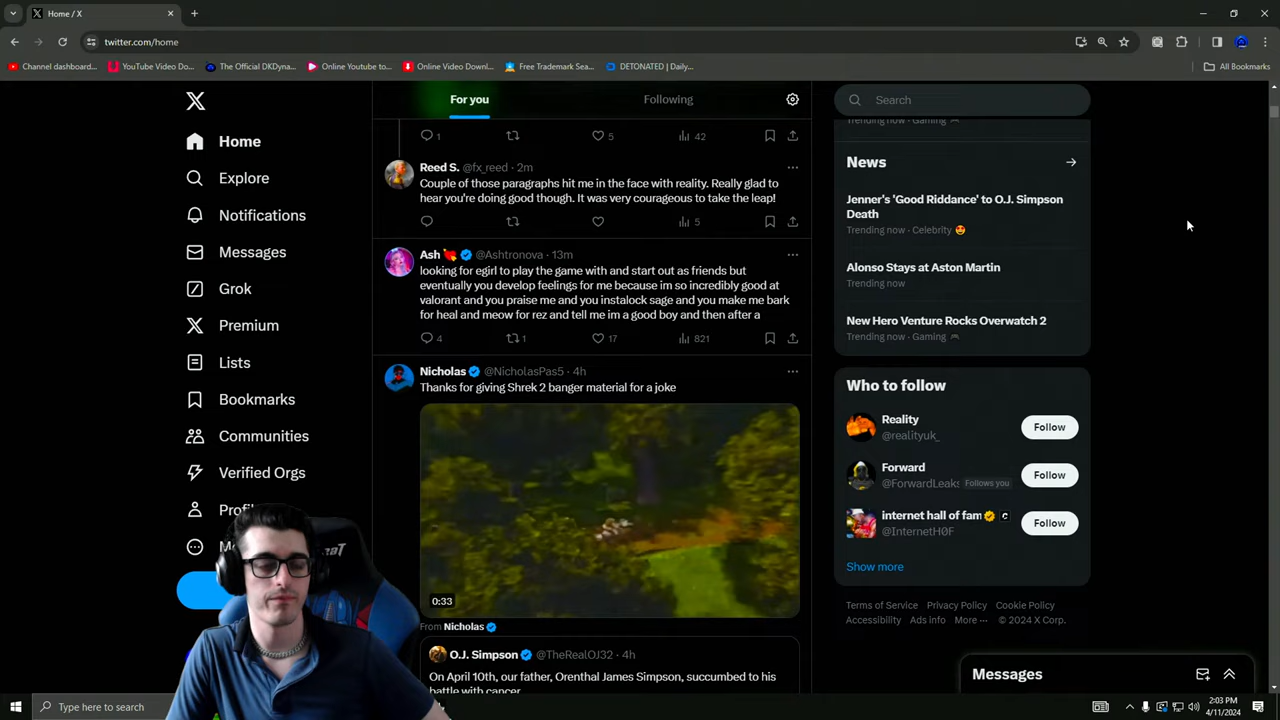 Home / X
twitter.com/home
Channel dashboard...
YouTube Video Do...
The Official DKDyna...
Online Youtube to...
Online Video Downl...
Free Trademark Sea...
DETONATED | Daily...
All Bookmarks
Home
Explore
Notifications
Messages
Grok
Premium
Lists
Bookmarks
Communities
Verified Orgs
For you
Following
1
5
42
Reed S. @fx_reed · 2m
Couple of those paragraphs hit me in the face with reality. Really glad to
hear you're doing good though. It was very courageous to take the leap!
5
Ash @Ashtronova · 13m
looking for egirl to play the game with and start out as friends but
eventually you develop feelings for me because im so incredibly good at
valorant and you praise me and you instalock sage and you make me bark
for heal and meow for rez and tell me im a good boy and then after a
4
1
17
821
Nicholas @NicholasPas5 · 4h
Thanks for giving Shrek 2 banger material for a joke
0:33
From Nicholas
O.J. Simpson @TheRealOJ32 · 4h
On April 10th, our father, Orenthal James Simpson, succumbed to his
battle with cancer.
Search
Trending now · Gaming
News
Jenner's 'Good Riddance' to O.J. Simpson
Death
Trending now · Celebrity
Alonso Stays at Aston Martin
Trending now
New Hero Venture Rocks Overwatch 2
Trending now · Gaming
Who to follow
Reality
@realityuk_
Follow
Forward
@ForwardLeaks Follows you
Follow
internet hall of fam
@InternetH0F
Follow
Show more
Terms of Service Privacy Policy Cookie Policy
Accessibility Ads info More ··· © 2024 X Corp.
Messages
Type here to search
2:03 PM
4/11/2024